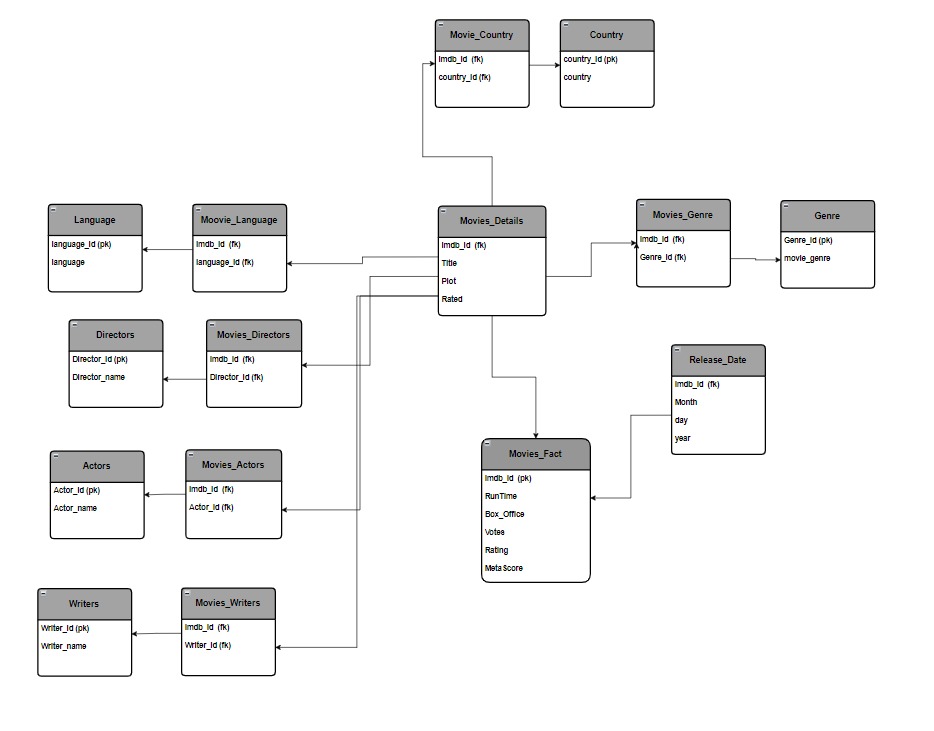 Movie_Country
Imdb_Id (fk)
country_Id (fk)
Country
country_Id (pk)
country
Language
language_Id (pk)
language
Moovie_Language
Imdb_Id (fk)
language_Id (fk)
Movies_Details
Imdb_Id (fk)
Title
Plot
Rated
Movies_Genre
Imdb_Id (fk)
Genre_Id (fk)
Genre
Genre_Id (pk)
movie_genre
Directors
Director_Id (pk)
Director_name
Movies_Directors
Imdb_Id (fk)
Director_Id (fk)
Release_Date
Imdb_Id (fk)
Month
day
year
Actors
Actor_Id (pk)
Actor_name
Movies_Actors
Imdb_Id (fk)
Actor_Id (fk)
Movies_Fact
Imdb_Id (pk)
RunTime
Box_Office
Votes
Rating
MetaScore
Writers
Writer_Id (pk)
Writer_name
Movies_Writers
Imdb_Id (fk)
Writer_Id (fk)